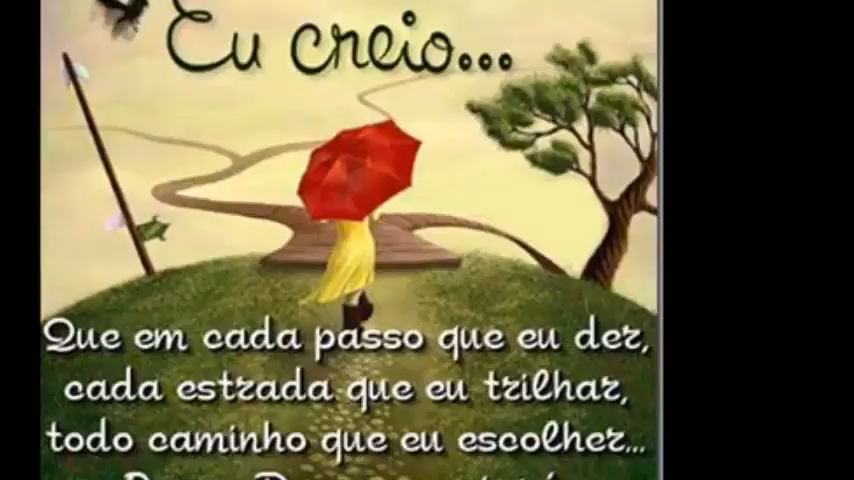 Eu creio...
Que em cada passo que eu der,
cada estrada que eu trilhar,
todo caminho que eu escolher...